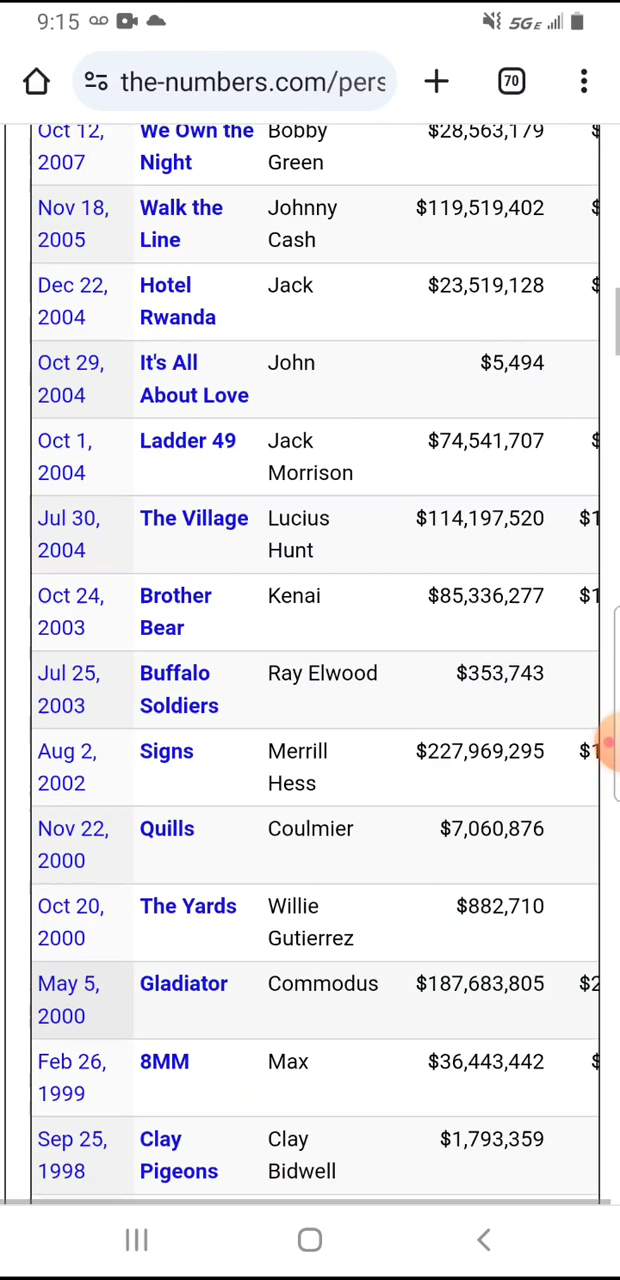 9:15
5GE
the-numbers.com/pers
70
Oct 12, We Own the Bobby $28,563,179 $
2007 Night Green
Nov 18, Walk the Johnny $119,519,402 $
2005 Line Cash
Dec 22, Hotel Jack $23,519,128 $
2004 Rwanda
Oct 29, It's All John $5,494
2004 About Love
Oct 1, Ladder 49 Jack $74,541,707 $
2004 Morrison
Jul 30, The Village Lucius $114,197,520 $1
2004 Hunt
Oct 24, Brother Kenai $85,336,277 $1
2003 Bear
Jul 25, Buffalo Ray Elwood $353,743
2003 Soldiers
Aug 2, Signs Merrill $227,969,295 $1
2002 Hess
Nov 22, Quills Coulmier $7,060,876
2000
Oct 20, The Yards Willie $882,710
2000 Gutierrez
May 5, Gladiator Commodus $187,683,805 $2
2000
Feb 26, 8MM Max $36,443,442 $
1999
Sep 25, Clay Clay $1,793,359
1998 Pigeons Bidwell